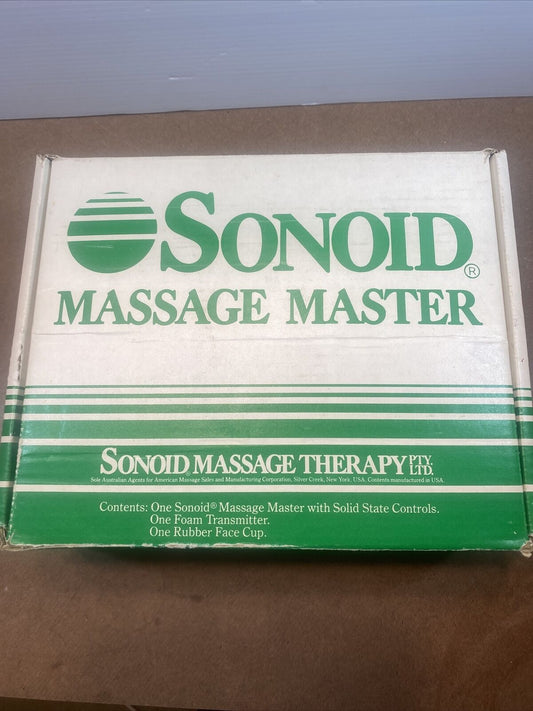 SONOID®
MASSAGE MASTER
SONOID MASSAGE THERAPY PTY. LTD.
Sole Australian Agents for American Massage Sales and Manufacturing Corporation, Silver Creek, New York, USA. Contents manufactured in USA
Contents: One Sonoid® Massage Master with Solid State Controls.
One Foam Transmitter.
One Rubber Face Cup.